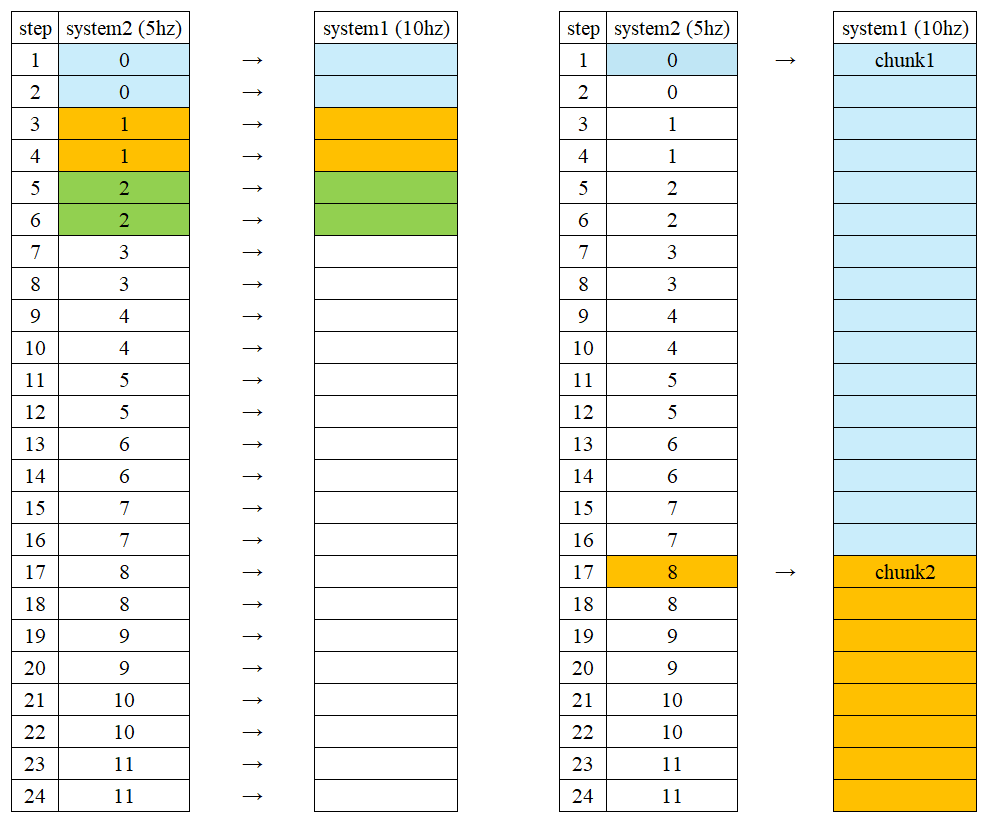 step system2 (5hz) system1 (10hz) step system2 (5hz) system1 (10hz)
1 0 → 1 0 → chunk1
2 0 → 2 0
3 1 → 3 1
4 1 → 4 1
5 2 → 5 2
6 2 → 6 2
7 3 → 7 3
8 3 → 8 3
9 4 → 9 4
10 4 → 10 4
11 5 → 11 5
12 5 → 12 5
13 6 → 13 6
14 6 → 14 6
15 7 → 15 7
16 7 → 16 7
17 8 → 17 8 → chunk2
18 8 → 18 8
19 9 → 19 9
20 9 → 20 9
21 10 → 21 10
22 10 → 22 10
23 11 → 23 11
24 11 → 24 11